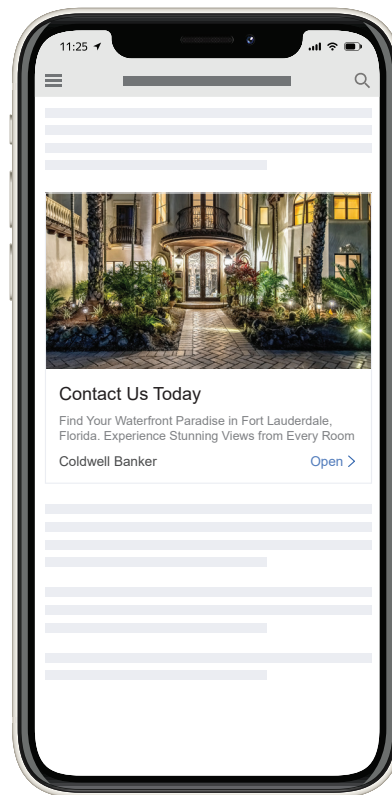 11:25
Contact Us Today
Find Your Waterfront Paradise in Fort Lauderdale,
Florida. Experience Stunning Views from Every Room
Coldwell Banker
Open